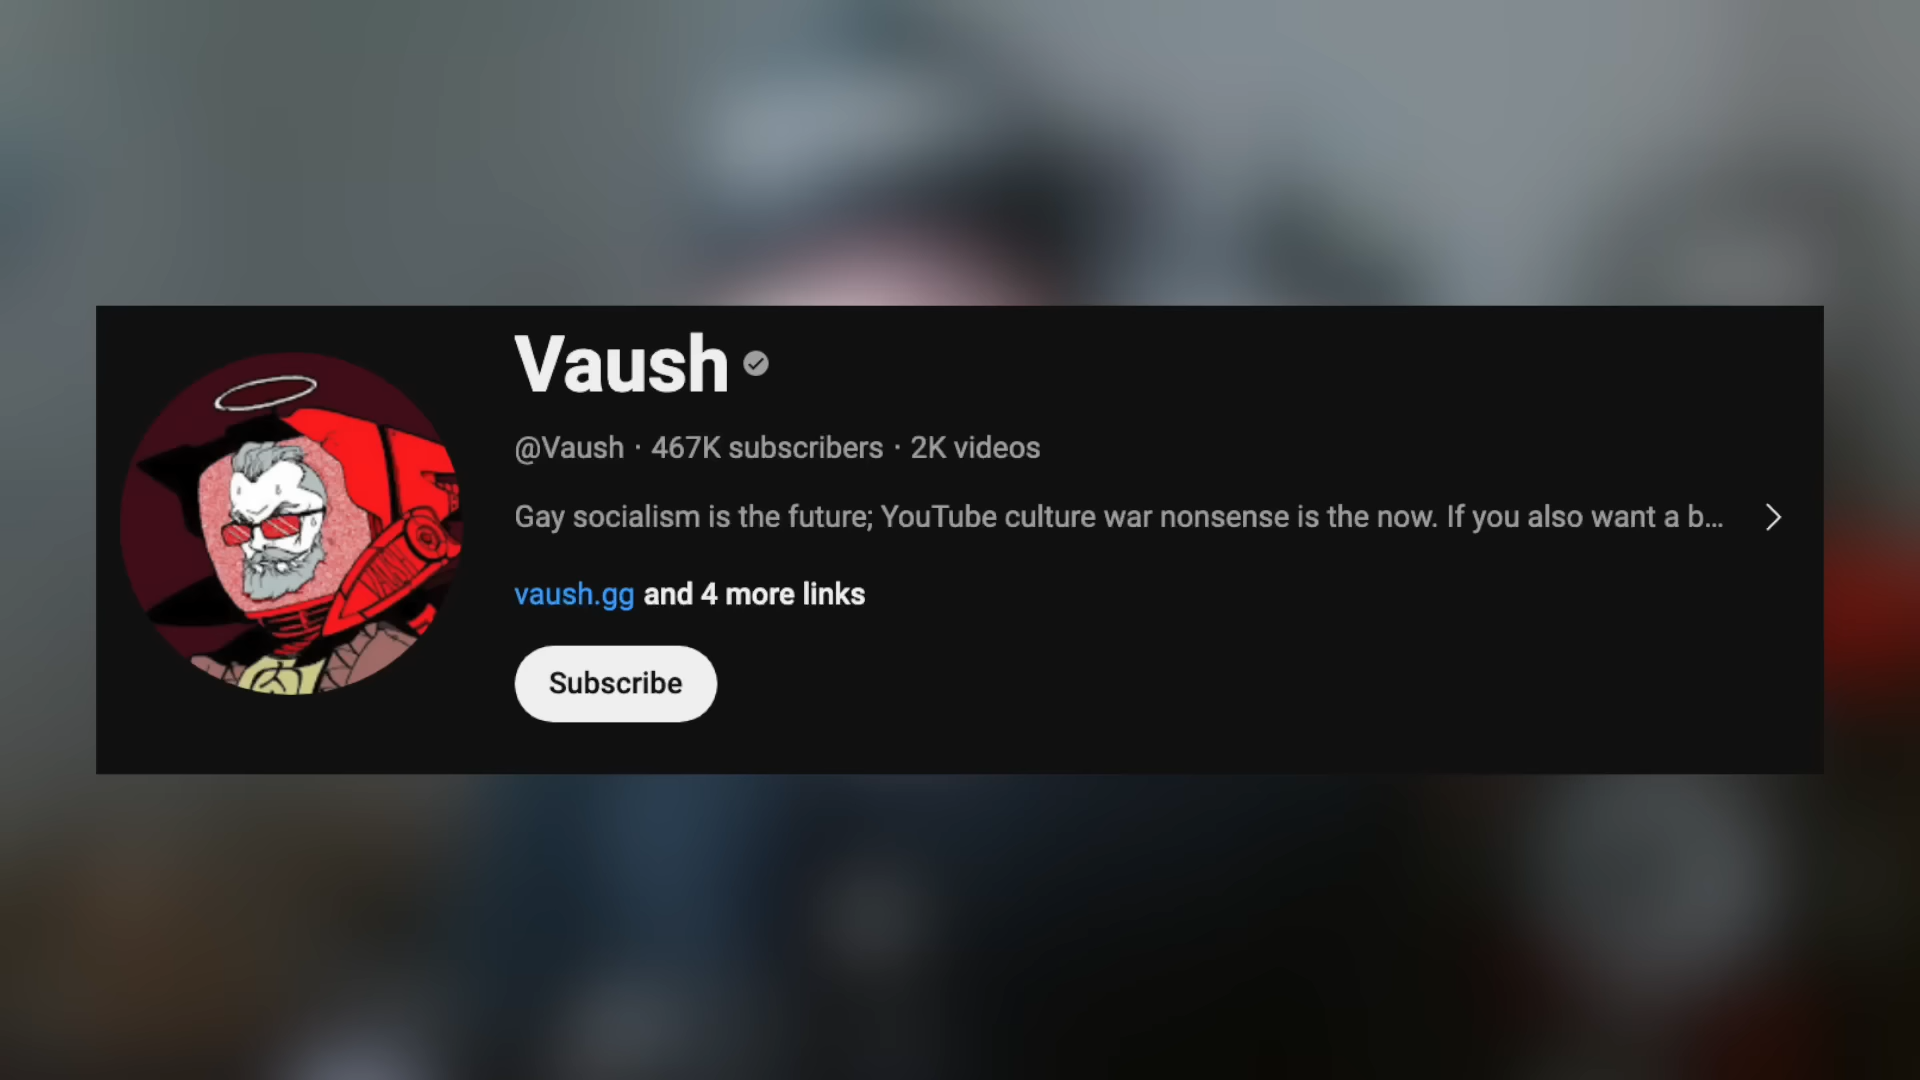 Vaush
@Vaush · 467K subscribers · 2K videos
Gay socialism is the future; YouTube culture war nonsense is the now. If you also want a b...
vaush.gg and 4 more links
Subscribe
VAUSH